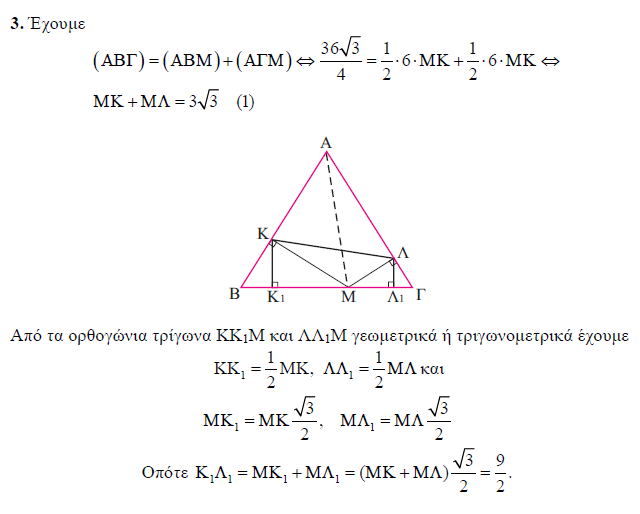 3. Έχουμε
(ΑΒΓ) = (ΑΒΜ) + (ΑΓΜ) ⇔ 36√3/4 = 1/2 · 6 · ΜΚ + 1/2 · 6 · ΜΚ ⇔
ΜΚ + ΜΛ = 3√3 (1)
Α
Κ
Λ
Β Κ₁ Μ Λ₁ Γ
Από τα ορθογώνια τρίγωνα ΚΚ₁Μ και ΛΛ₁Μ γεωμετρικά ή τριγωνομετρικά έχουμε
ΚΚ₁ = 1/2 ΜΚ, ΛΛ₁ = 1/2 ΜΛ και
ΜΚ₁ = ΜΚ √3/2, ΜΛ₁ = ΜΛ √3/2
Οπότε Κ₁Λ₁ = ΜΚ₁ + ΜΛ₁ = (ΜΚ + ΜΛ) √3/2 = 9/2.